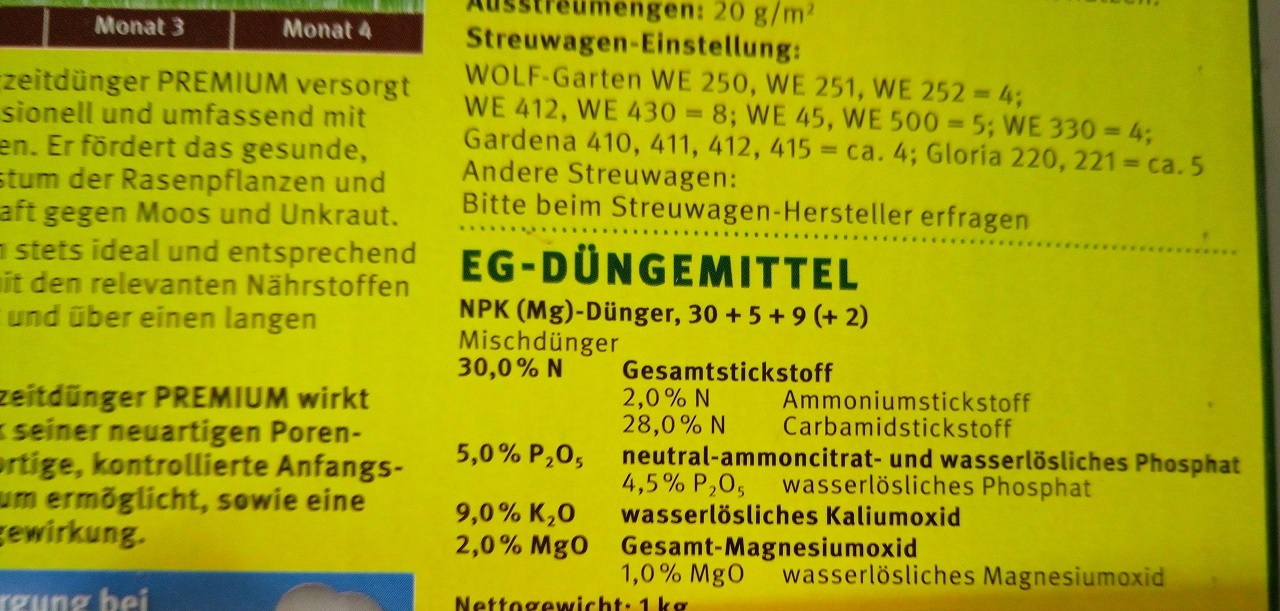 Monat 3 Monat 4
zeitdünger PREMIUM versorgt
sionell und umfassend mit
en. Er fördert das gesunde,
stum der Rasenpflanzen und
aft gegen Moos und Unkraut.
stets ideal und entsprechend
it den relevanten Nährstoffen
und über einen langen
zeitdünger PREMIUM wirkt
seiner neuartigen Poren-
ortige, kontrollierte Anfangs-
um ermöglicht, sowie eine
gewirkung.
rgung bei
Ausstreumengen: 20 g/m²
Streuwagen-Einstellung:
WOLF-Garten WE 250, WE 251, WE 252 = 4;
WE 412, WE 430 = 8; WE 45, WE 500 = 5; WE 330 = 4;
Gardena 410, 411, 412, 415 = ca. 4; Gloria 220, 221 = ca. 5
Andere Streuwagen:
Bitte beim Streuwagen-Hersteller erfragen
EG-DÜNGEMITTEL
NPK (Mg)-Dünger, 30 + 5 + 9 (+ 2)
Mischdünger
30,0% N Gesamtstickstoff
2,0% N Ammoniumstickstoff
28,0% N Carbamidstickstoff
5,0% P₂O₅ neutral-ammoncitrat- und wasserlösliches Phosphat
4,5% P₂O₅ wasserlösliches Phosphat
9,0% K₂O wasserlösliches Kaliumoxid
2,0% MgO Gesamt-Magnesiumoxid
1,0% MgO wasserlösliches Magnesiumoxid
Nettogewicht: 1 kg